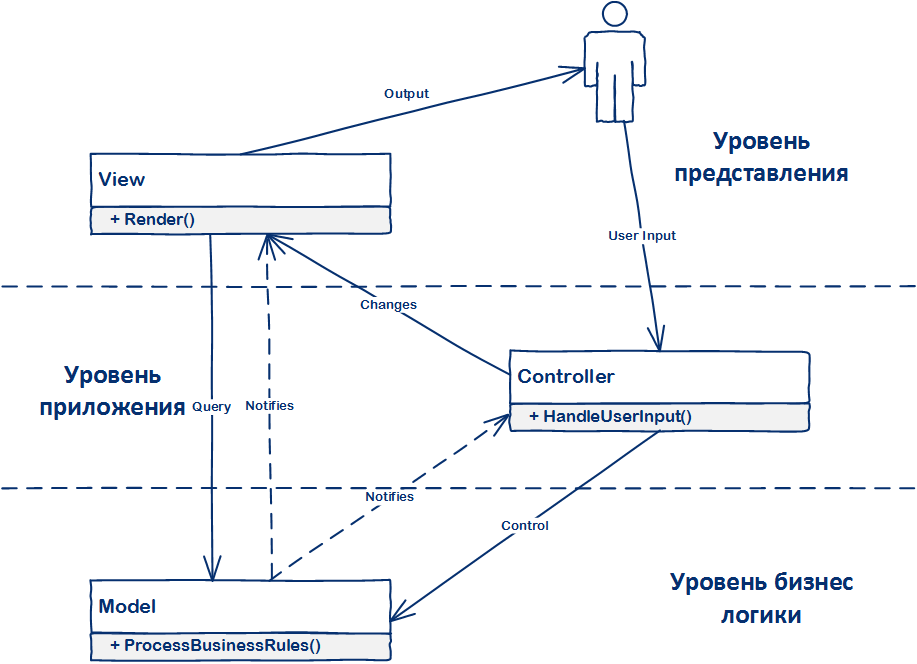 Output
Уровень
представления
View
+ Render()
User Input
Changes
Уровень
приложения
Query
Notifies
Controller
+ HandleUserInput()
Notifies
Control
Уровень бизнес
логики
Model
+ ProcessBusinessRules()